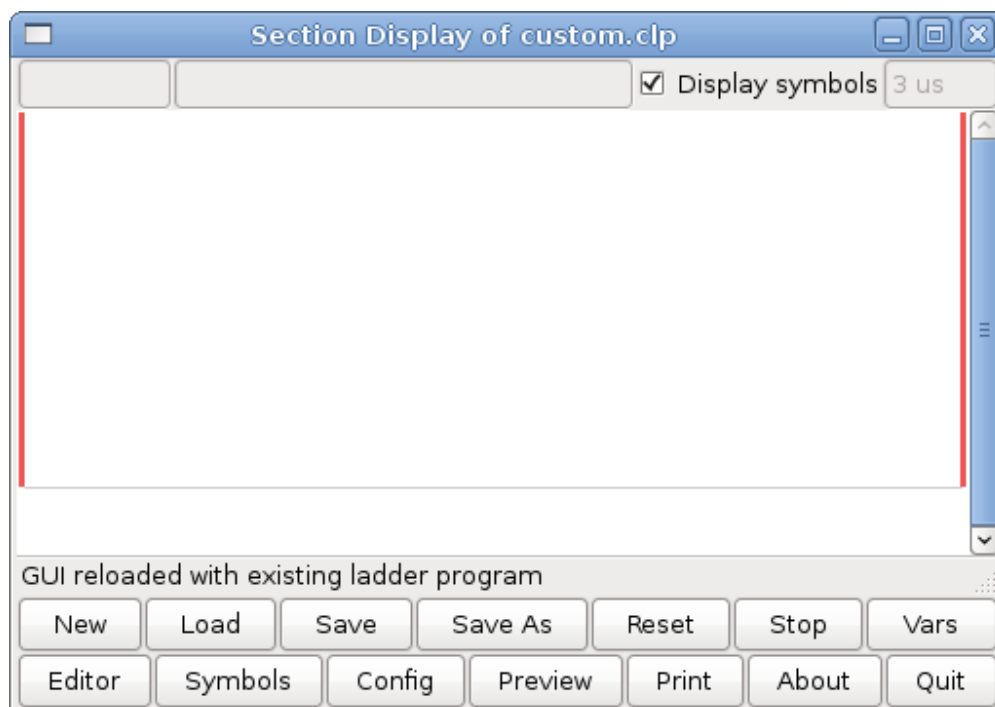 Section Display of custom.clp
Display symbols 3 us
GUI reloaded with existing ladder program
New Load Save Save As Reset Stop Vars
Editor Symbols Config Preview Print About Quit